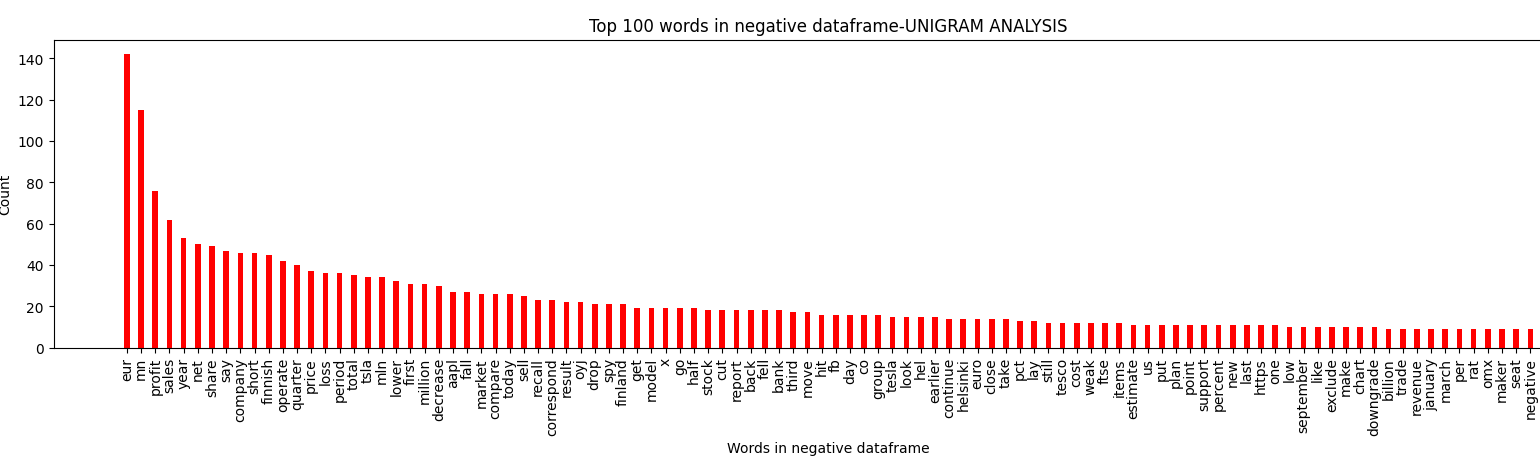 Top 100 words in negative dataframe-UNIGRAM ANALYSIS
Count
140
120
100
80
60
40
20
0
eur
mn
profit
sales
year
net
share
say
company
short
finnish
operate
quarter
price
loss
period
total
tsla
mln
lower
first
million
decrease
aapl
fall
market
compare
today
sell
recall
correspond
result
oyj
drop
spy
finland
get
model
x
go
half
stock
cut
report
back
fell
bank
third
move
hit
fb
day
co
group
tesla
look
hel
earlier
continue
helsinki
euro
close
take
pct
lay
still
tesco
cost
weak
ftse
items
estimate
us
put
plan
point
support
percent
new
last
https
one
low
september
like
exclude
make
chart
downgrade
billion
trade
revenue
january
march
per
rat
omx
maker
seat
negative
Words in negative dataframe